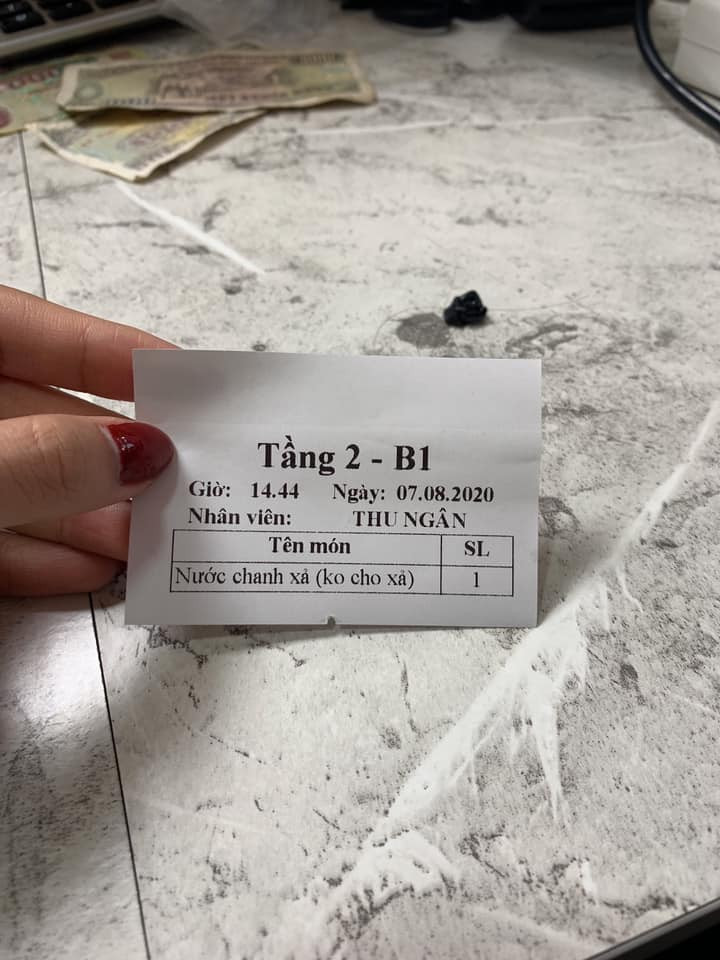 Tầng 2 - B1
Giờ: 14.44 Ngày: 07.08.2020
Nhân viên: THU NGÂN
Tên món SL
Nước chanh xả (ko cho xả) 1